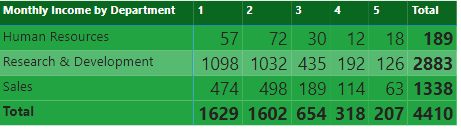 Monthly Income by Department 1 2 3 4 5 Total
Human Resources 57 72 30 12 18 189
Research & Development 1098 1032 435 192 126 2883
Sales 474 498 189 114 63 1338
Total 1629 1602 654 318 207 4410